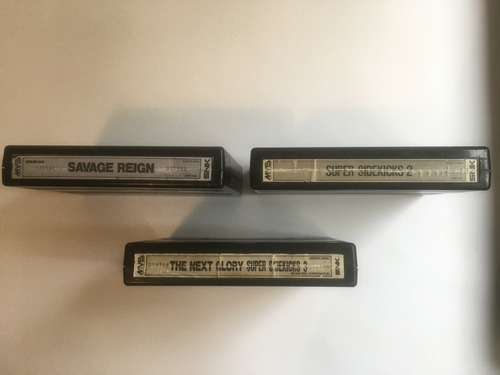 MVS
SAVAGE REIGN
SNK
MVS
SUPER SIDEKICKS 2
SNK
MVS
THE NEXT GLORY SUPER SIDEKICKS 3
SNK